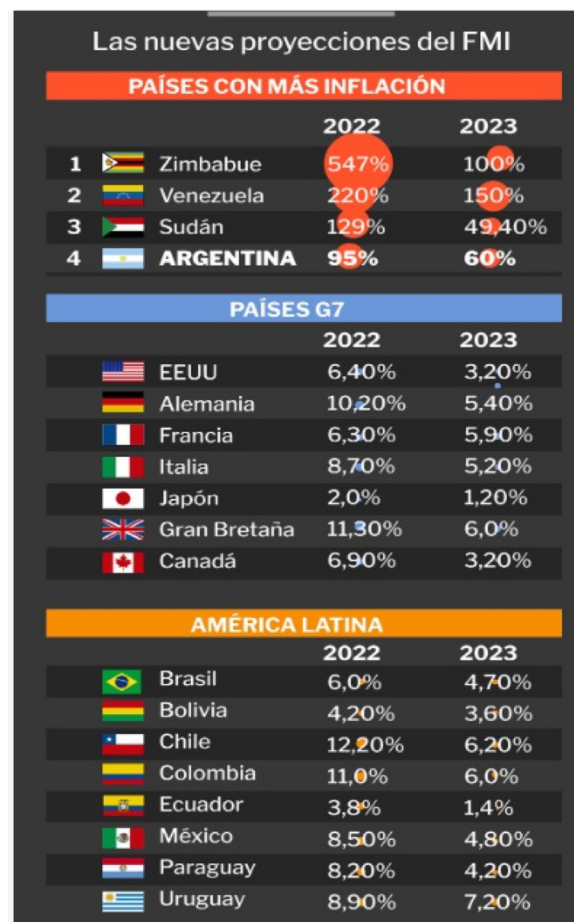 Las nuevas proyecciones del FMI
PAÍSES CON MÁS INFLACIÓN
2022 2023
1 Zimbabue 547% 100%
2 Venezuela 220% 150%
3 Sudán 129% 49,40%
4 ARGENTINA 95% 60%
PAÍSES G7
2022 2023
EEUU 6,40% 3,20%
Alemania 10,20% 5,40%
Francia 6,30% 5,90%
Italia 8,70% 5,20%
Japón 2,0% 1,20%
Gran Bretaña 11,30% 6,0%
Canadá 6,90% 3,20%
AMÉRICA LATINA
2022 2023
Brasil 6,0% 4,70%
Bolivia 4,20% 3,60%
Chile 12,20% 6,20%
Colombia 11,0% 6,0%
Ecuador 3,8% 1,4%
México 8,50% 4,80%
Paraguay 8,20% 4,20%
Uruguay 8,90% 7,20%